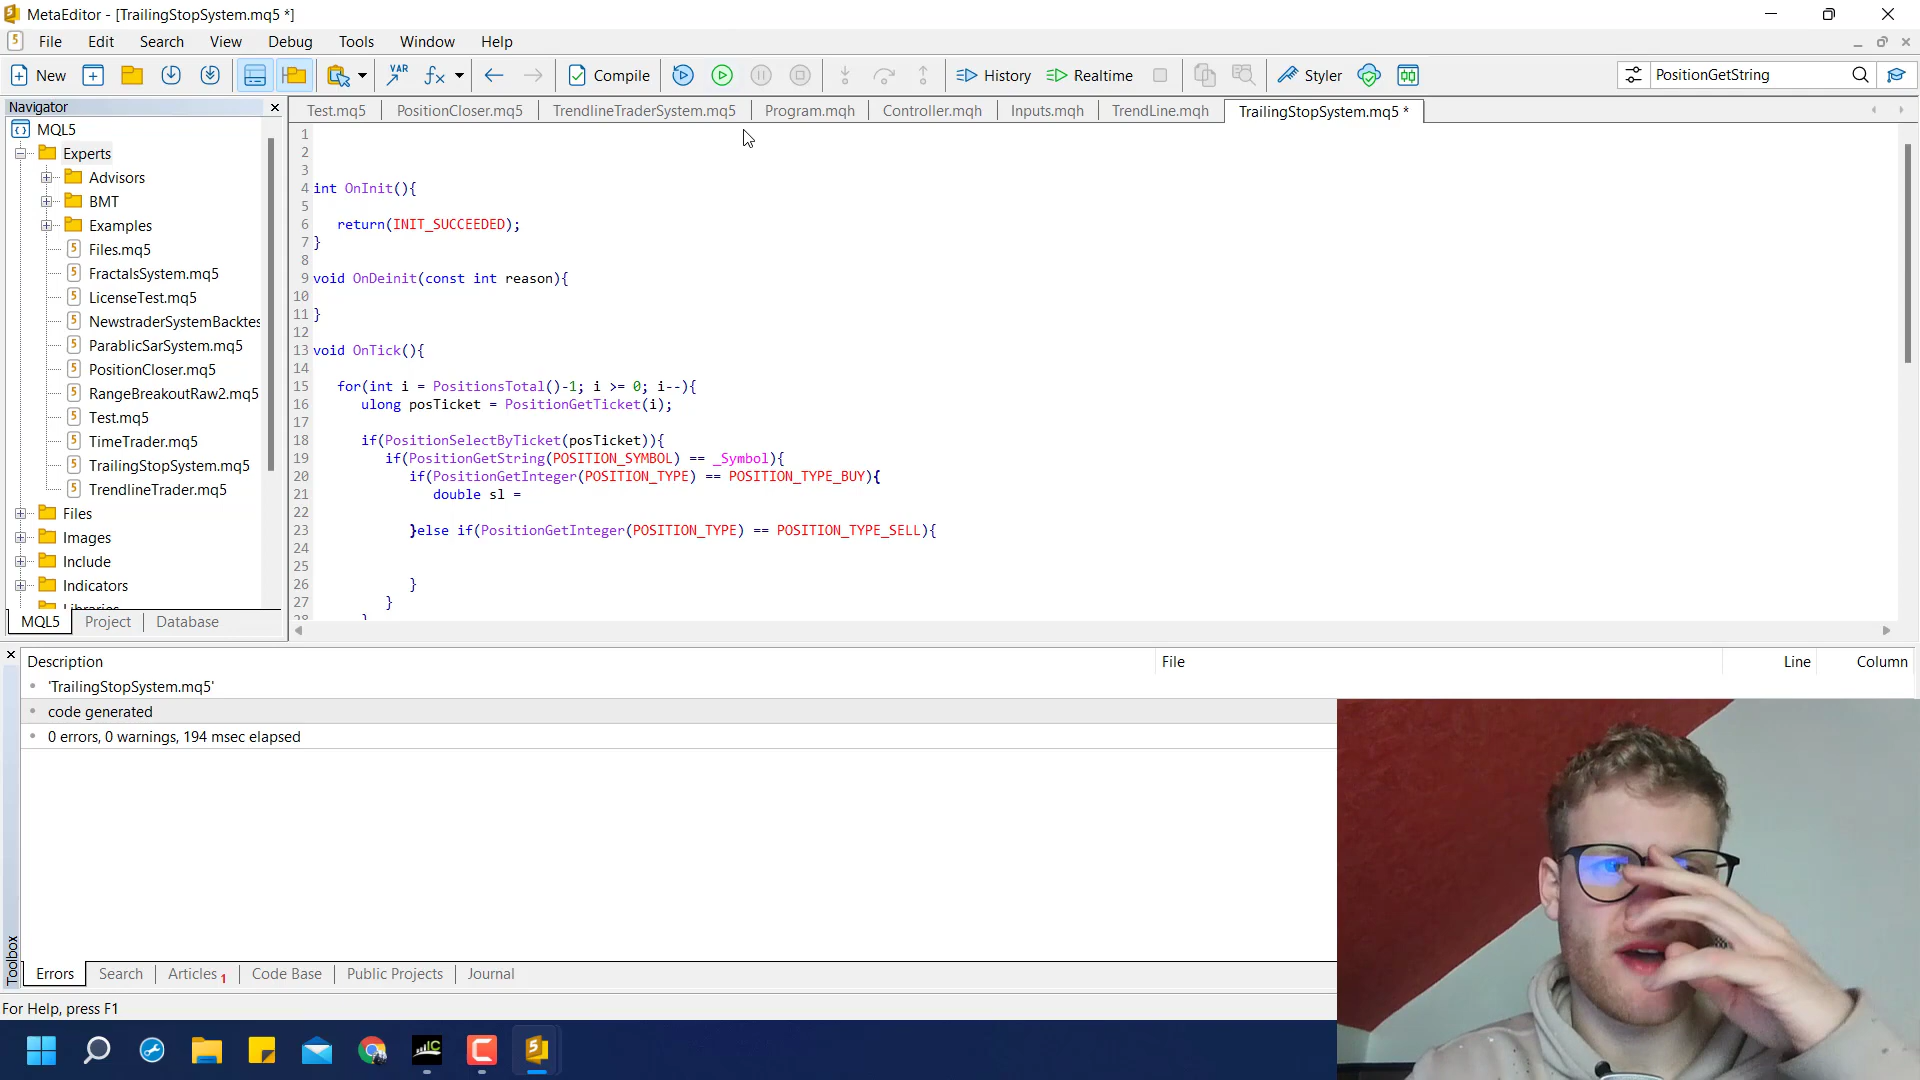 MetaEditor - [TrailingStopSystem.mq5 *]
File Edit Search View Debug Tools Window Help
New VAR Compile History Realtime Styler PositionGetString
Navigator
MQL5
Experts
Advisors
BMT
Examples
Files.mq5
FractalsSystem.mq5
LicenseTest.mq5
NewstraderSystemBacktes
ParablicSarSystem.mq5
PositionCloser.mq5
RangeBreakoutRaw2.mq5
Test.mq5
TimeTrader.mq5
TrailingStopSystem.mq5
TrendlineTrader.mq5
Files
Images
Include
Indicators
Libraries
MQL5 Project Database
Test.mq5 PositionCloser.mq5 TrendlineTraderSystem.mq5 Program.mqh Controller.mqh Inputs.mqh TrendLine.mqh TrailingStopSystem.mq5 *
1
2
3
4 int OnInit(){
5
6 return(INIT_SUCCEEDED);
7 }
8
9 void OnDeinit(const int reason){
10
11 }
12
13 void OnTick(){
14
15 for(int i = PositionsTotal()-1; i >= 0; i--){
16 ulong posTicket = PositionGetTicket(i);
17
18 if(PositionSelectByTicket(posTicket)){
19 if(PositionGetString(POSITION_SYMBOL) == _Symbol){
20 if(PositionGetInteger(POSITION_TYPE) == POSITION_TYPE_BUY){
21 double sl =
22
23 }else if(PositionGetInteger(POSITION_TYPE) == POSITION_TYPE_SELL){
24
25
26 }
27 }
28 }
Description File Line Column
'TrailingStopSystem.mq5'
code generated
0 errors, 0 warnings, 194 msec elapsed
Toolbox
Errors Search Articles 1 Code Base Public Projects Journal
For Help, press F1
IC